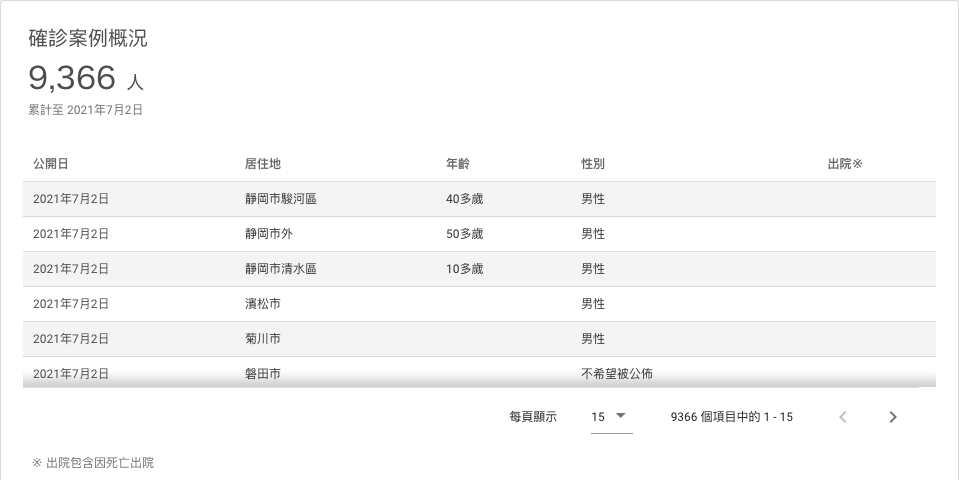 確診案例概況
9,366 人
累計至 2021年7月2日
公開日 居住地 年齡 性別 出院※
2021年7月2日 靜岡市駿河區 40多歲 男性
2021年7月2日 静岡市外 50多歲 男性
2021年7月2日 靜岡市清水區 10多歲 男性
2021年7月2日 濱松市 男性
2021年7月2日 菊川市 男性
2021年7月2日 磐田市 不希望被公佈
每頁顯示 15 9366 個項目中的 1 - 15
※ 出院包含因死亡出院